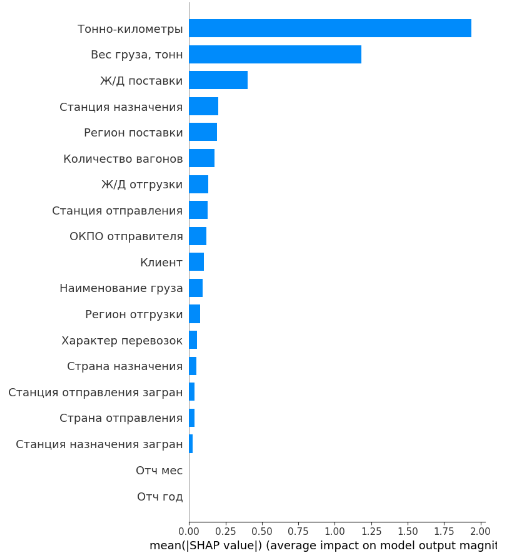 Тонно-километры
Вес груза, тонн
Ж/Д поставки
Станция назначения
Регион поставки
Количество вагонов
Ж/Д отгрузки
Станция отправления
ОКПО отправителя
Клиент
Наименование груза
Регион отгрузки
Характер перевозок
Страна назначения
Станция отправления загран
Страна отправления
Станция назначения загран
Отч мес
Отч год
0.00 0.25 0.50 0.75 1.00 1.25 1.50 1.75 2.00
mean(|SHAP value|) (average impact on model output magnit